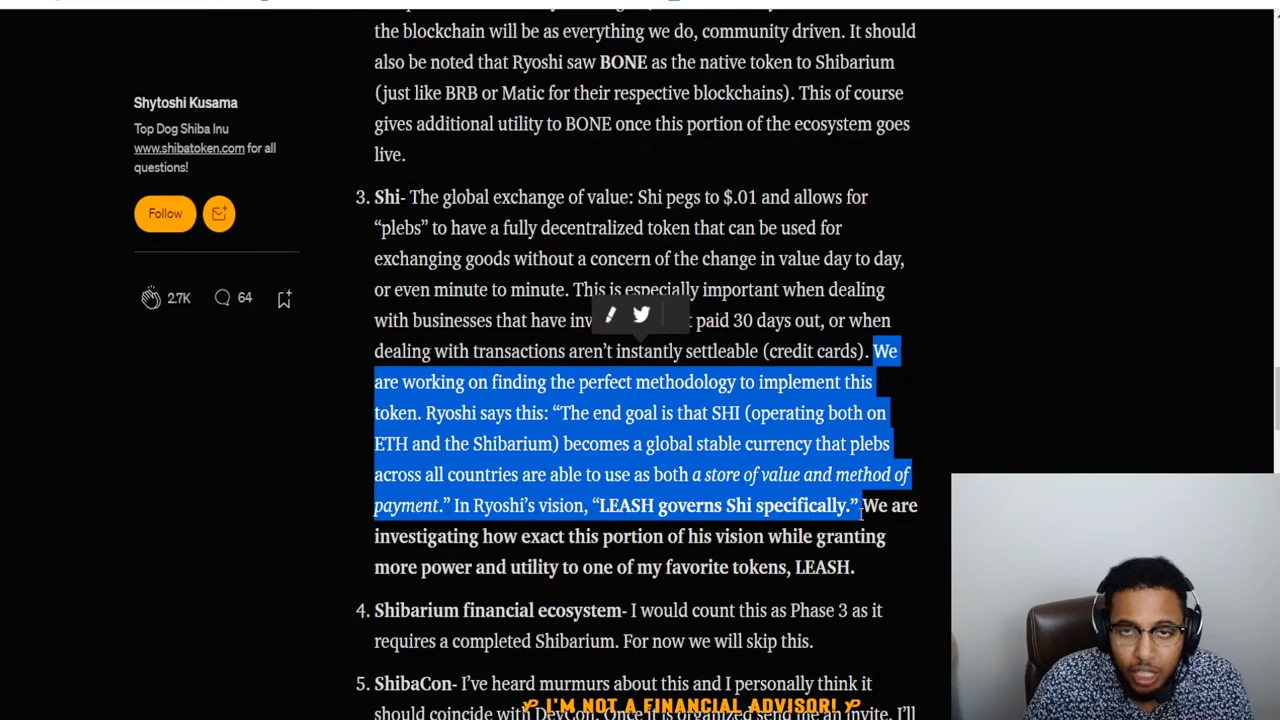 the blockchain will be as everything we do, community driven. It should
also be noted that Ryoshi saw BONE as the native token to Shibarium
(just like BRB or Matic for their respective blockchains). This of course
gives additional utility to BONE once this portion of the ecosystem goes
live.
Shytoshi Kusama
Top Dog Shiba Inu
www.shibatoken.com for all
questions!
Follow
2.7K
64
3. Shi- The global exchange of value: Shi pegs to $.01 and allows for
“plebs” to have a fully decentralized token that can be used for
exchanging goods without a concern of the change in value day to day,
or even minute to minute. This is especially important when dealing
with businesses that have paid 30 days out, or when
dealing with transactions aren’t instantly settleable (credit cards). We
are working on finding the perfect methodology to implement this
token. Ryoshi says this: “The end goal is that SHI (operating both on
ETH and the Shibarium) becomes a global stable currency that plebs
across all countries are able to use as both a store of value and method of
payment.” In Ryoshi’s vision, “LEASH governs Shi specifically.” We are
investigating how exact this portion of his vision while granting
more power and utility to one of my favorite tokens, LEASH.
4. Shibarium financial ecosystem- I would count this as Phase 3 as it
requires a completed Shibarium. For now we will skip this.
5. ShibaCon- I’ve heard murmurs about this and I personally think it
should coincide with DevCon. Once it is organized send me an invite. I’ll
I'M NOT A FINANCIAL ADVISOR!